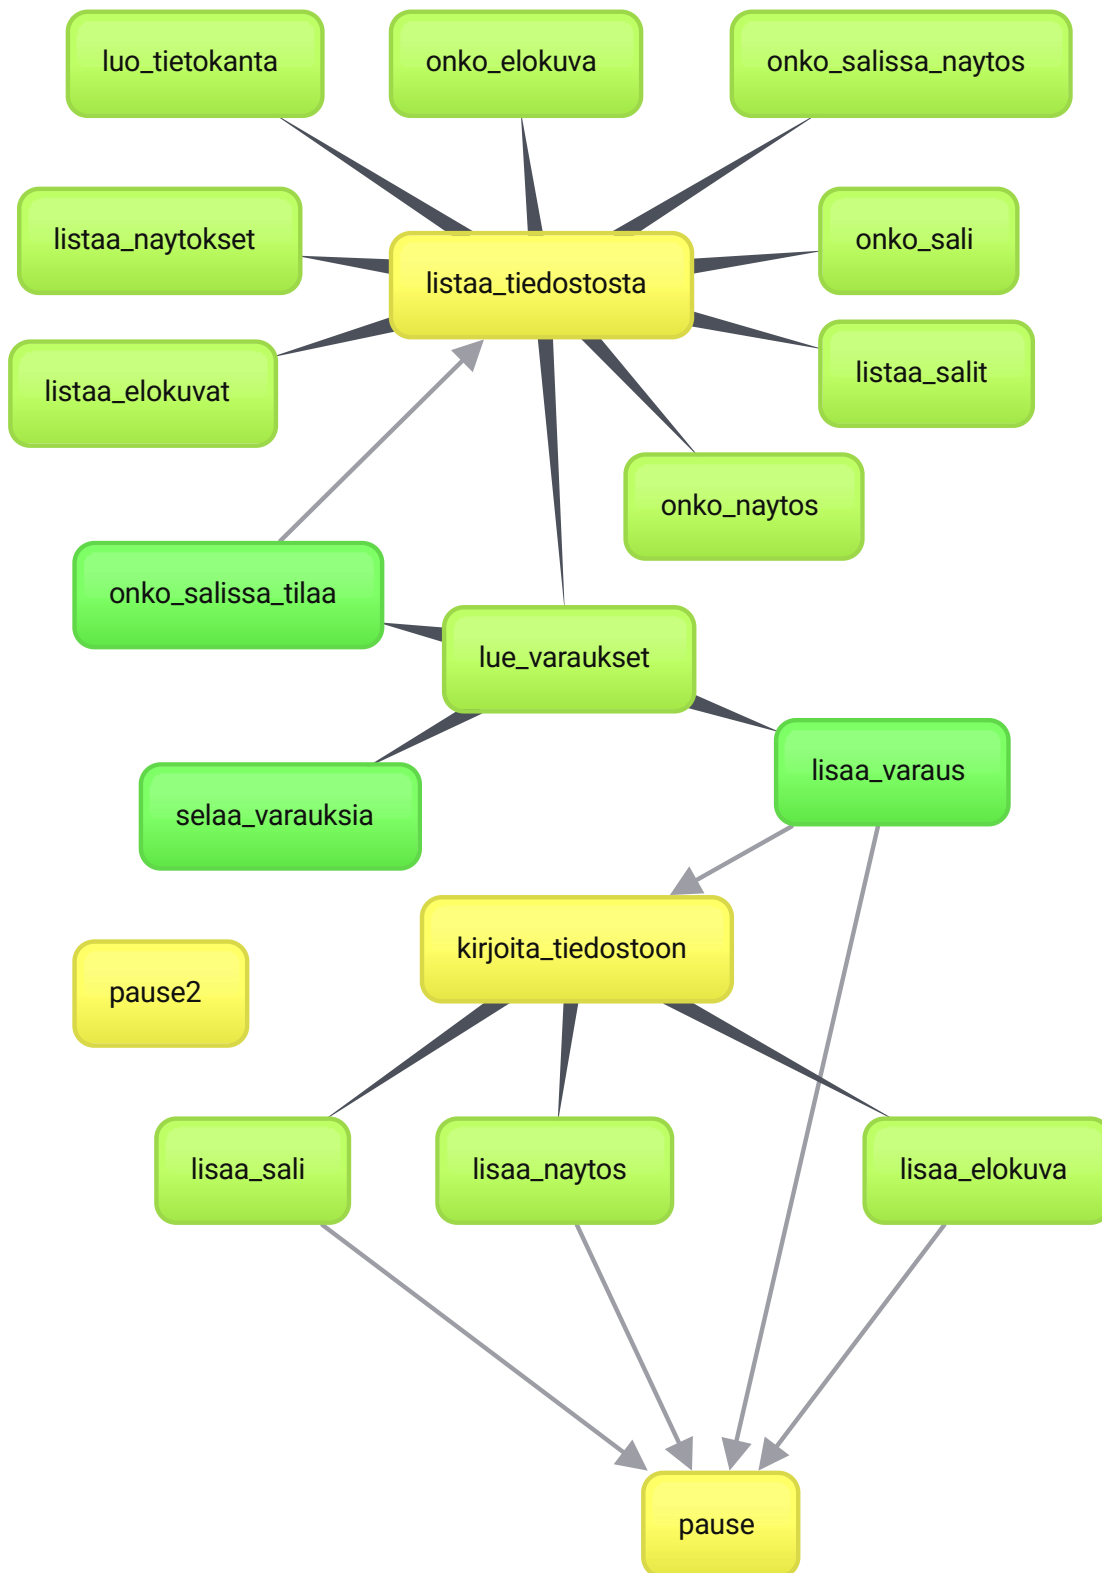 luo_tietokanta
onko_elokuva
onko_salissa_naytos
listaa_naytokset
onko_sali
listaa_tiedostosta
listaa_elokuvat
listaa_salit
onko_naytos
onko_salissa_tilaa
lue_varaukset
lisaa_varaus
selaa_varauksia
kirjoita_tiedostoon
pause2
lisaa_sali
lisaa_naytos
lisaa_elokuva
pause